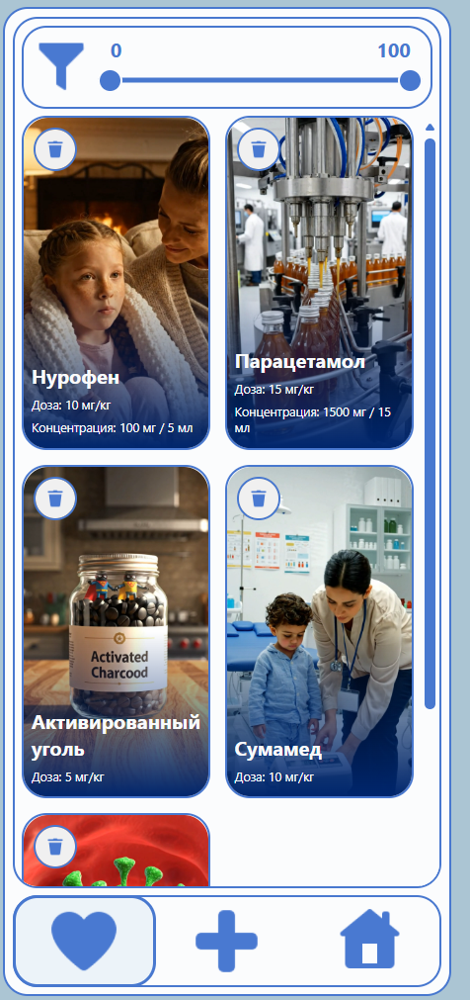 0
100
Нурофен
Доза: 10 мг/кг
Концентрация: 100 мг / 5 мл
Парацетамол
Доза: 15 мг/кг
Концентрация: 1500 мг / 15
мл
Activated
Charcood
Активированный
уголь
Доза: 5 мг/кг
Сумамед
Доза: 10 мг/кг